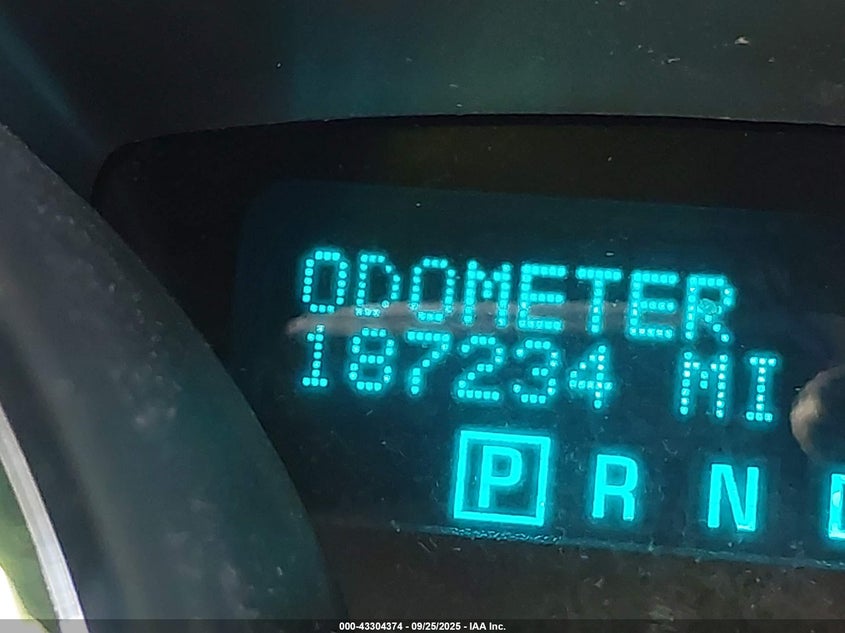 ODOMETER
187234 MI
P R N
000-43304374 - 09/25/2025 - IAA Inc.